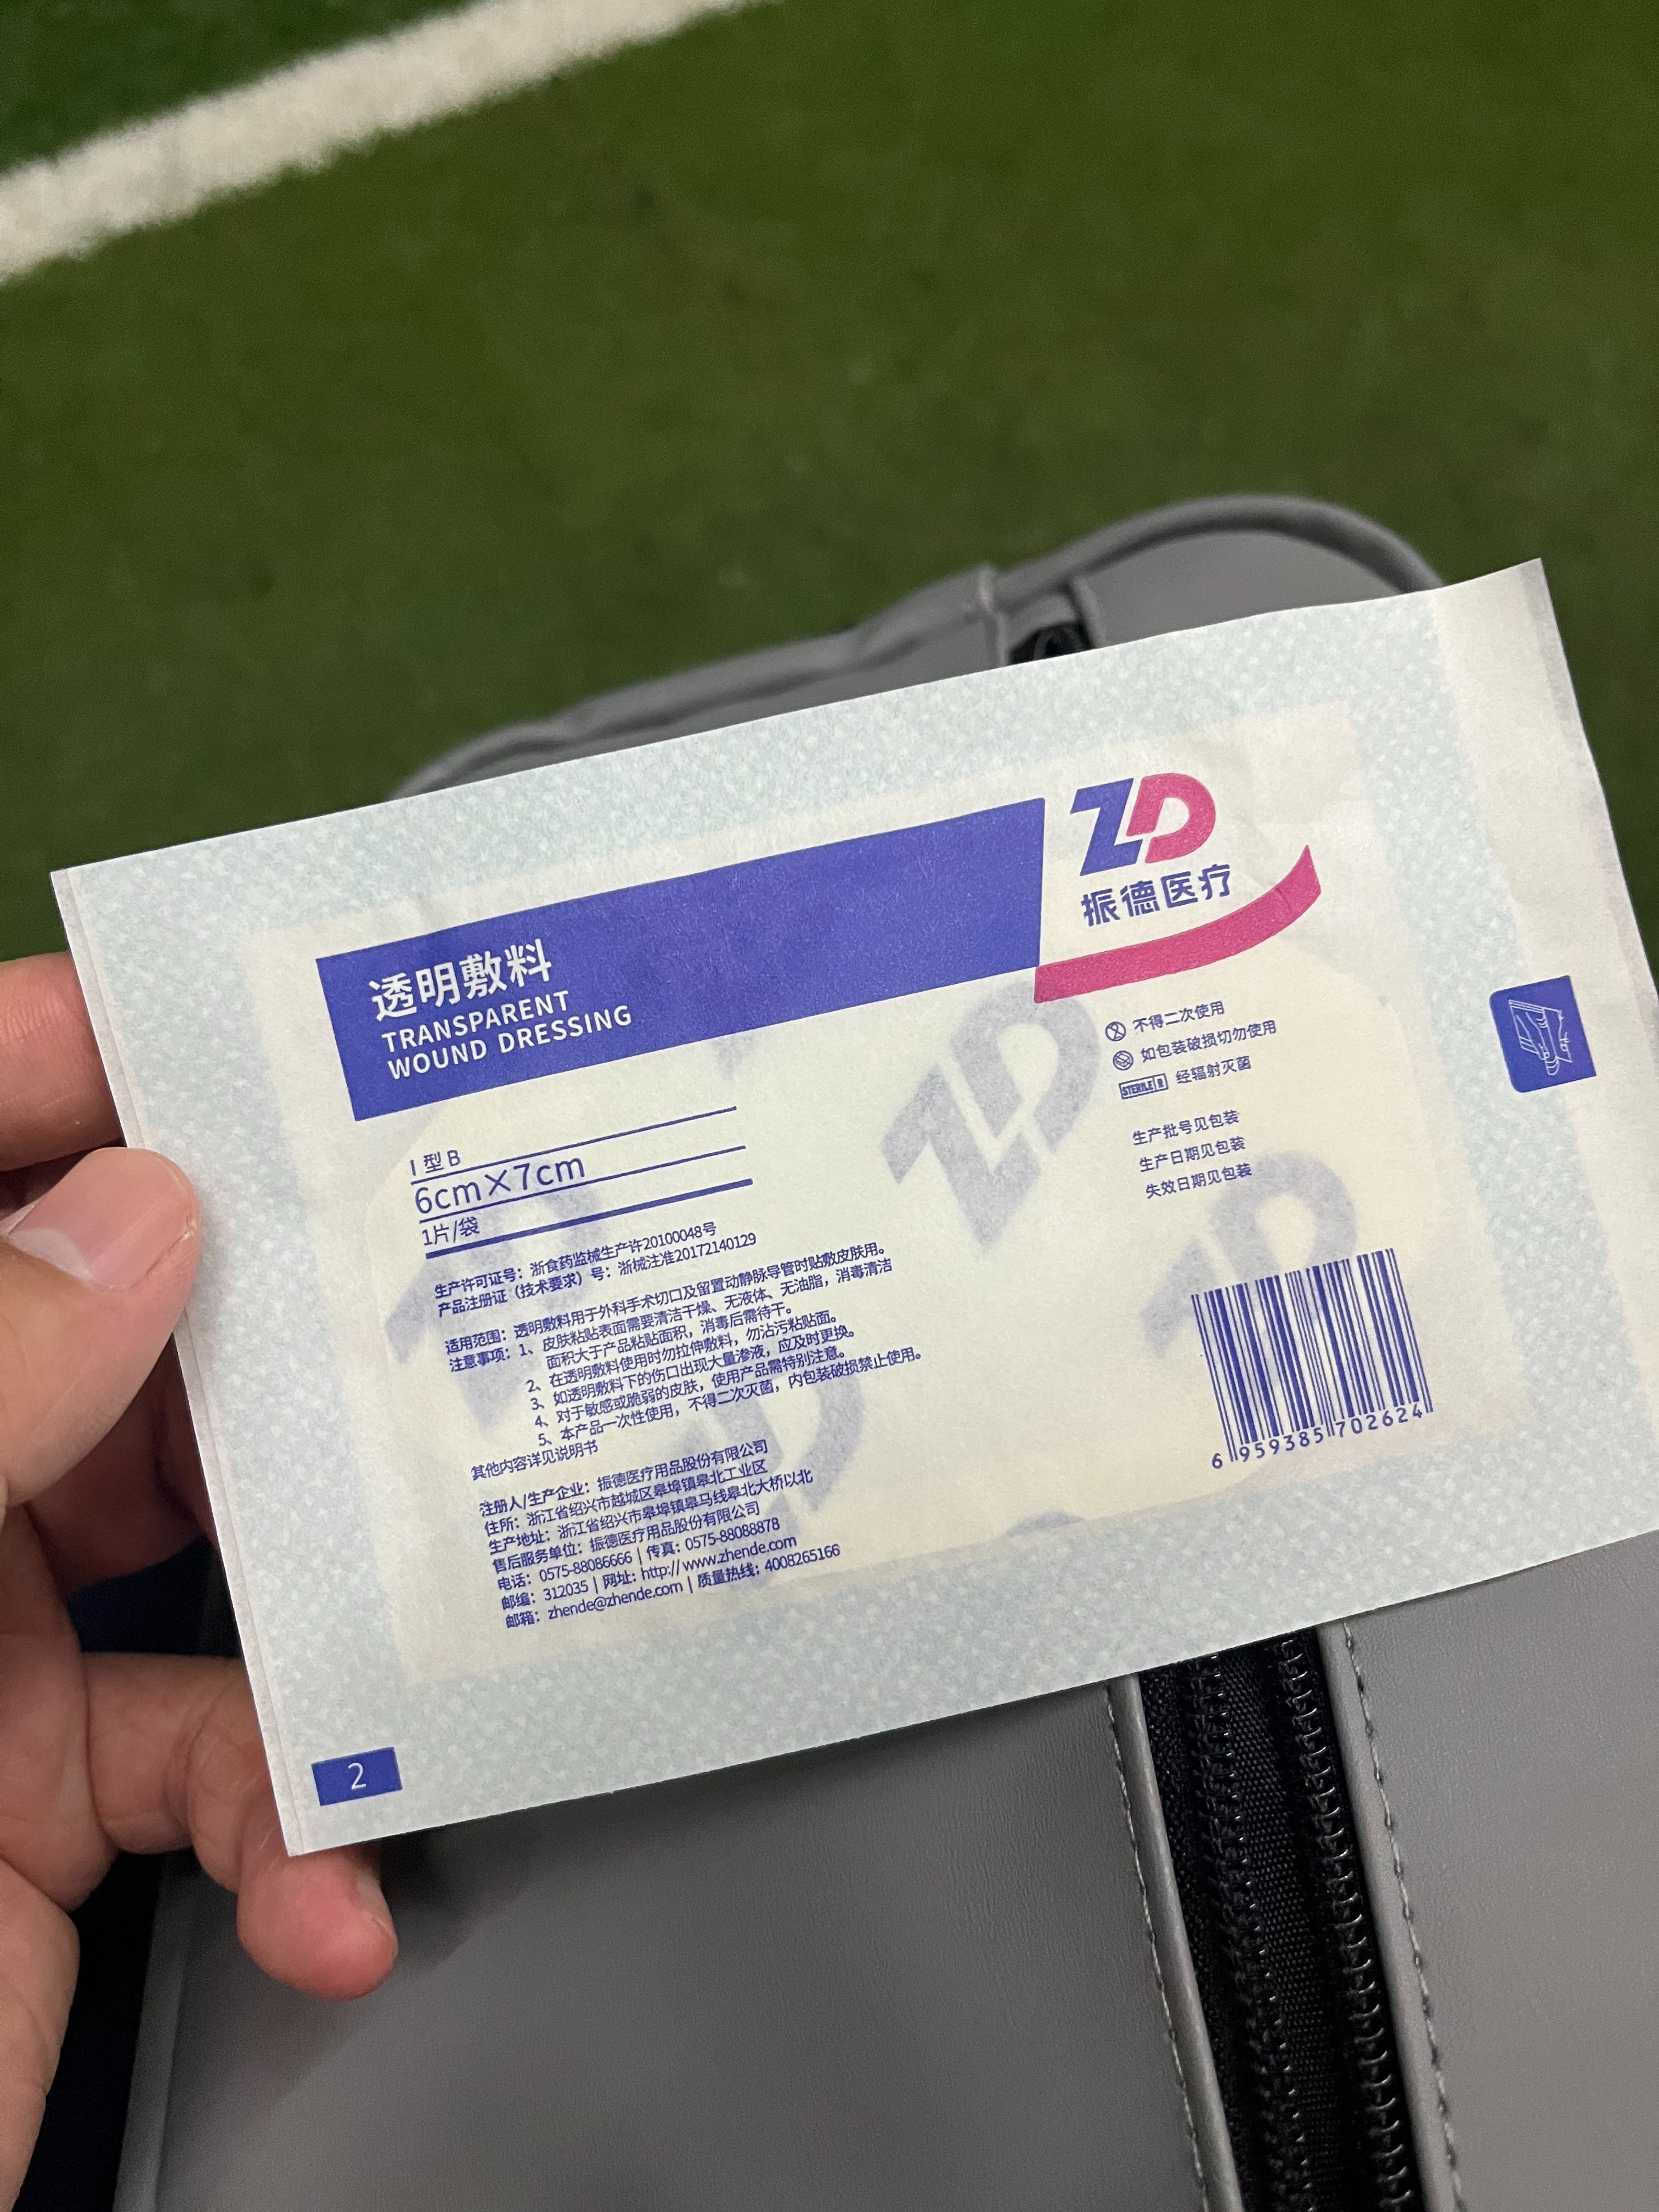 ZD
振德医疗
透明敷料
TRANSPARENT
WOUND DRESSING
不得二次使用
如包装破损切勿使用
STERILE R 经辐射灭菌
生产批号见包装
生产日期见包装
失效日期见包装
I 型 B
6cm×7cm
1片/袋
生产许可证号：浙食药监械生产许20100048号
产品注册证（技术要求）号：浙械注准20172140129
适用范围：透明敷料用于外科手术切口及留置动静脉导管时贴敷皮肤用。
注意事项：1、皮肤粘贴表面需要清洁干燥、无液体、无油脂，消毒清洁
面积大于产品粘贴面积，消毒后需待干。
2、在透明敷料使用时勿拉伸敷料，勿沾污粘贴面。
3、如透明敷料下的伤口出现大量渗液，应及时更换。
4、对于敏感或脆弱的皮肤，使用产品需特别注意。
5、本产品一次性使用，不得二次灭菌，内包装破损禁止使用。
其他内容详见说明书
注册人/生产企业：振德医疗用品股份有限公司
住所：浙江省绍兴市越城区皋埠镇皋北工业区
生产地址：浙江省绍兴市皋埠镇皋马线皋北大桥以北
售后服务单位：振德医疗用品股份有限公司
电话：0575-88086666 | 传真：0575-88088878
邮编：312035 | 网址：http://www.zhende.com
邮箱：zhende@zhende.com | 质量热线：4008265166
6 959385 702624
2